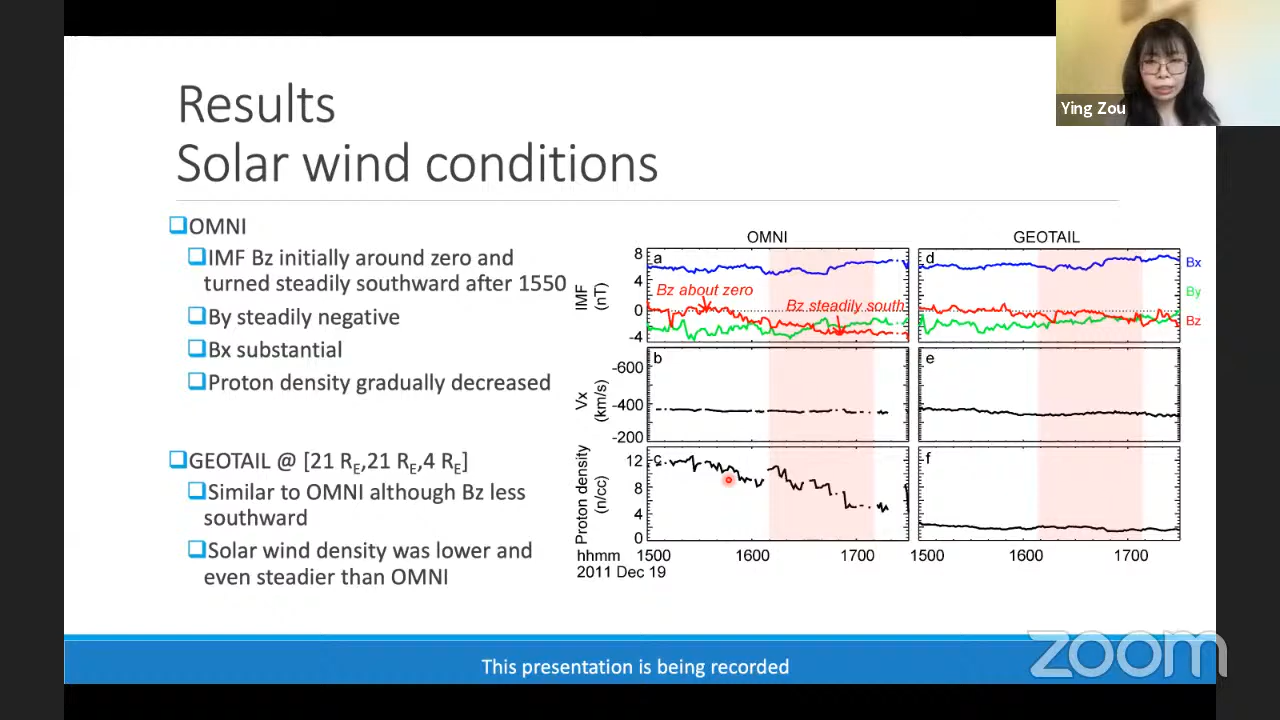 Ying Zou
Results
Solar wind conditions
❑OMNI
❑IMF Bz initially around zero and
turned steadily southward after 1550
❑By steadily negative
❑Bx substantial
❑Proton density gradually decreased
❑GEOTAIL @ [21 RE,21 RE,4 RE]
❑Similar to OMNI although Bz less
southward
❑Solar wind density was lower and
even steadier than OMNI
OMNI
GEOTAIL
IMF
(nT)
8
4
0
-4
a
Bz about zero
Bz steadily south
d
Bx
By
Bz
Vx
(km/s)
-600
-400
-200
b
e
Proton density
(n/cc)
12
8
4
0
c
f
hhmm
1500
1600
1700
1500
1600
1700
2011 Dec 19
This presentation is being recorded
zoom